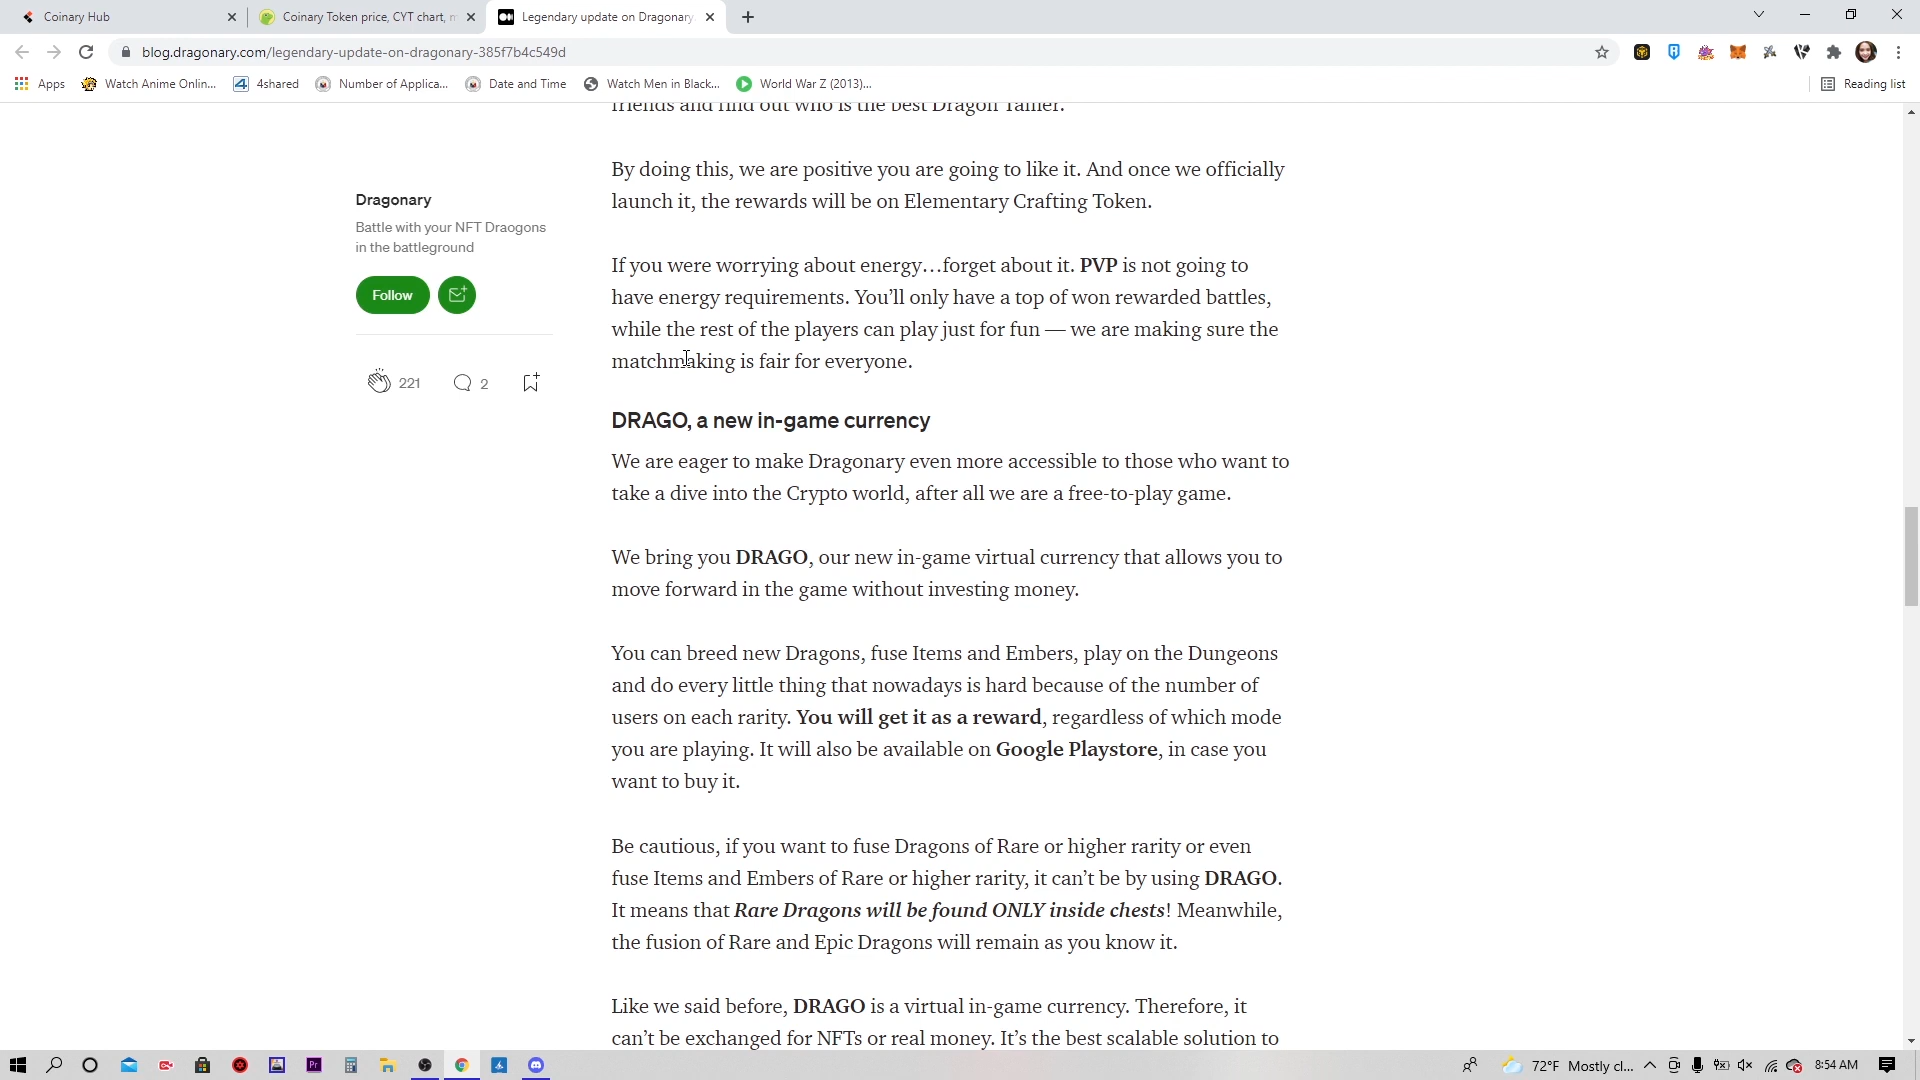 Coinary Hub
Coinary Token price, CYT chart, m
Legendary update on Dragonary
blog.dragonary.com/legendary-update-on-dragonary-385f7b4c549d
Apps
Watch Anime Onlin...
4shared
Number of Applica...
Date and Time
Watch Men in Black...
World War Z (2013)...
Reading list
friends and find out who is the best Dragon Tamer.
Dragonary
Battle with your NFT Draogons
in the battleground
Follow
221
2
By doing this, we are positive you are going to like it. And once we officially
launch it, the rewards will be on Elementary Crafting Token.
If you were worrying about energy…forget about it. PVP is not going to
have energy requirements. You’ll only have a top of won rewarded battles,
while the rest of the players can play just for fun — we are making sure the
matchmaking is fair for everyone.
DRAGO, a new in-game currency
We are eager to make Dragonary even more accessible to those who want to
take a dive into the Crypto world, after all we are a free-to-play game.
We bring you DRAGO, our new in-game virtual currency that allows you to
move forward in the game without investing money.
You can breed new Dragons, fuse Items and Embers, play on the Dungeons
and do every little thing that nowadays is hard because of the number of
users on each rarity. You will get it as a reward, regardless of which mode
you are playing. It will also be available on Google Playstore, in case you
want to buy it.
Be cautious, if you want to fuse Dragons of Rare or higher rarity or even
fuse Items and Embers of Rare or higher rarity, it can’t be by using DRAGO.
It means that Rare Dragons will be found ONLY inside chests! Meanwhile,
the fusion of Rare and Epic Dragons will remain as you know it.
Like we said before, DRAGO is a virtual in-game currency. Therefore, it
can’t be exchanged for NFTs or real money. It’s the best scalable solution to
72°F Mostly cl...
8:54 AM